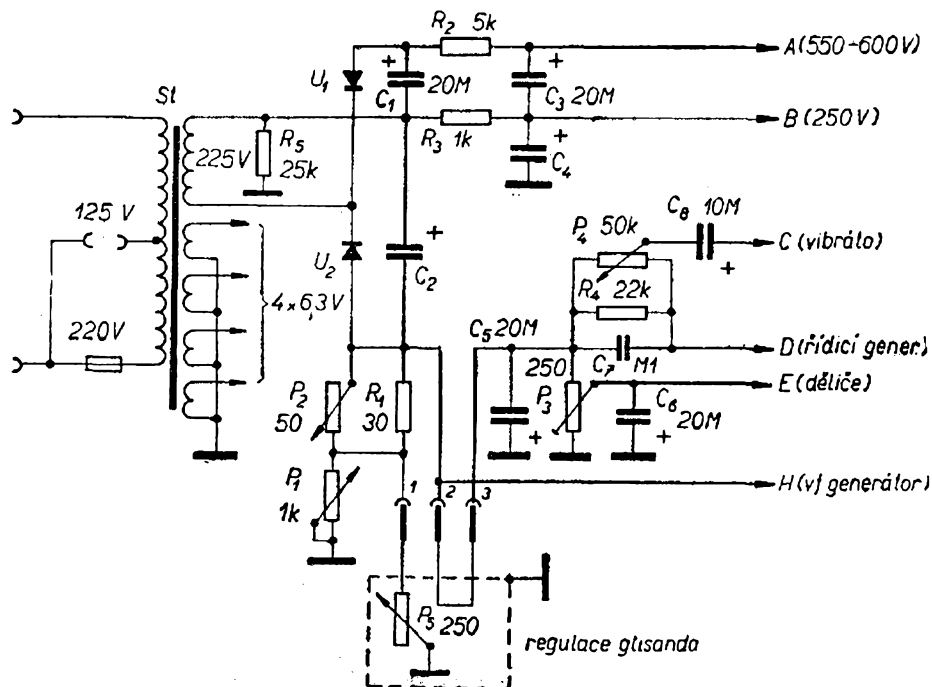 R2 5k
A (550-600V)
U1
C1 20M
C3 20M
St
B (250V)
R3 1k
C4
225V
R5 25k
125 V
C8 10M
P4 50k
C (vibráto)
U2
C2
R4 22k
4×6,3V
220V
C5 20M
D (řídicí gener)
250
C7 M1
E (děliče)
P2 50
R1 30
P3
C6 20M
P1 1k
1
2
3
H (vf generátor)
P5 250
regulace glisanda